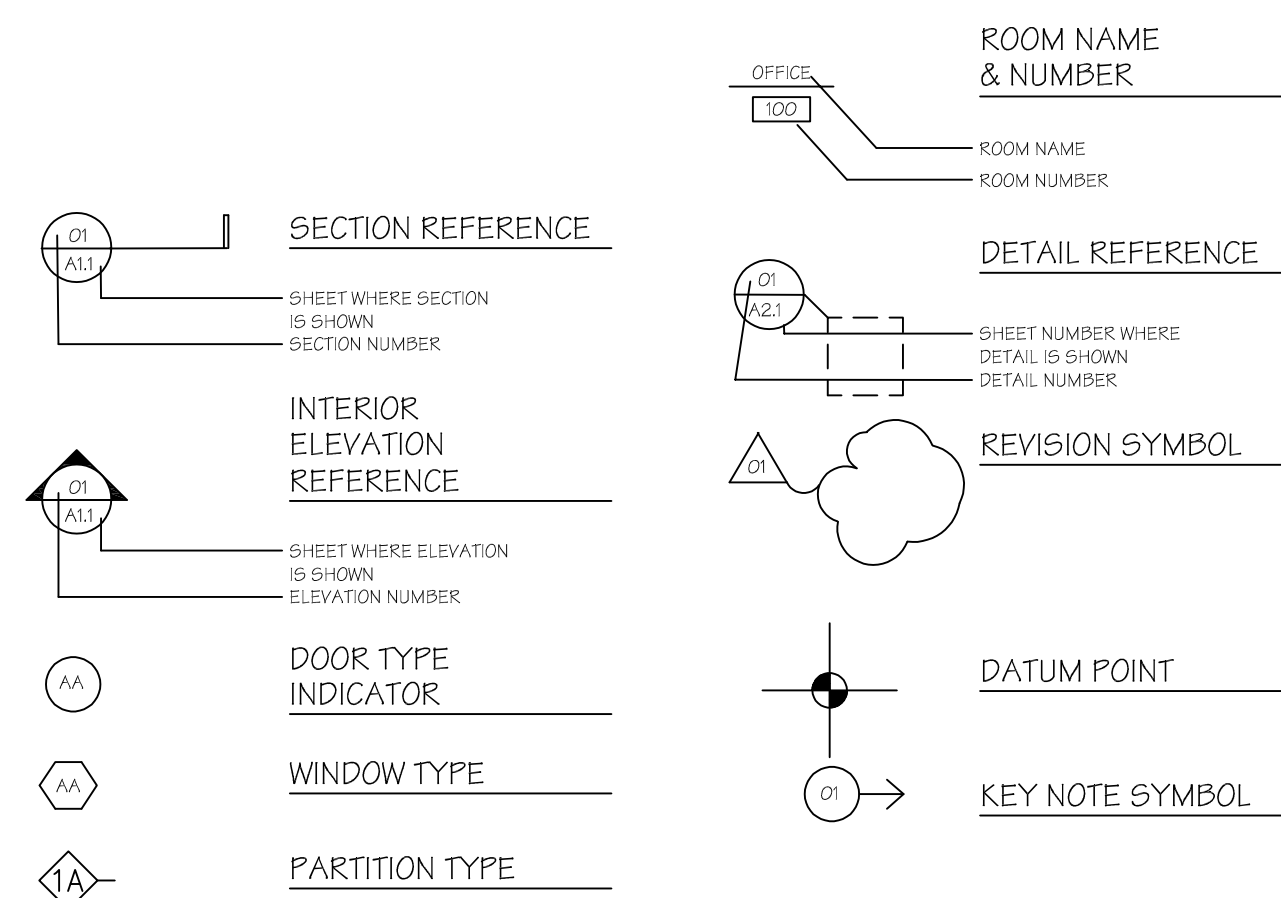 01
A1.1
SECTION REFERENCE
SHEET WHERE SECTION
IS SHOWN
SECTION NUMBER
INTERIOR
ELEVATION
REFERENCE
01
A1.1
SHEET WHERE ELEVATION
IS SHOWN
ELEVATION NUMBER
AA
DOOR TYPE
INDICATOR
AA
WINDOW TYPE
1A
PARTITION TYPE
OFFICE
100
ROOM NAME
& NUMBER
ROOM NAME
ROOM NUMBER
01
A2.1
DETAIL REFERENCE
SHEET NUMBER WHERE
DETAIL IS SHOWN
DETAIL NUMBER
01
REVISION SYMBOL
DATUM POINT
01
KEY NOTE SYMBOL